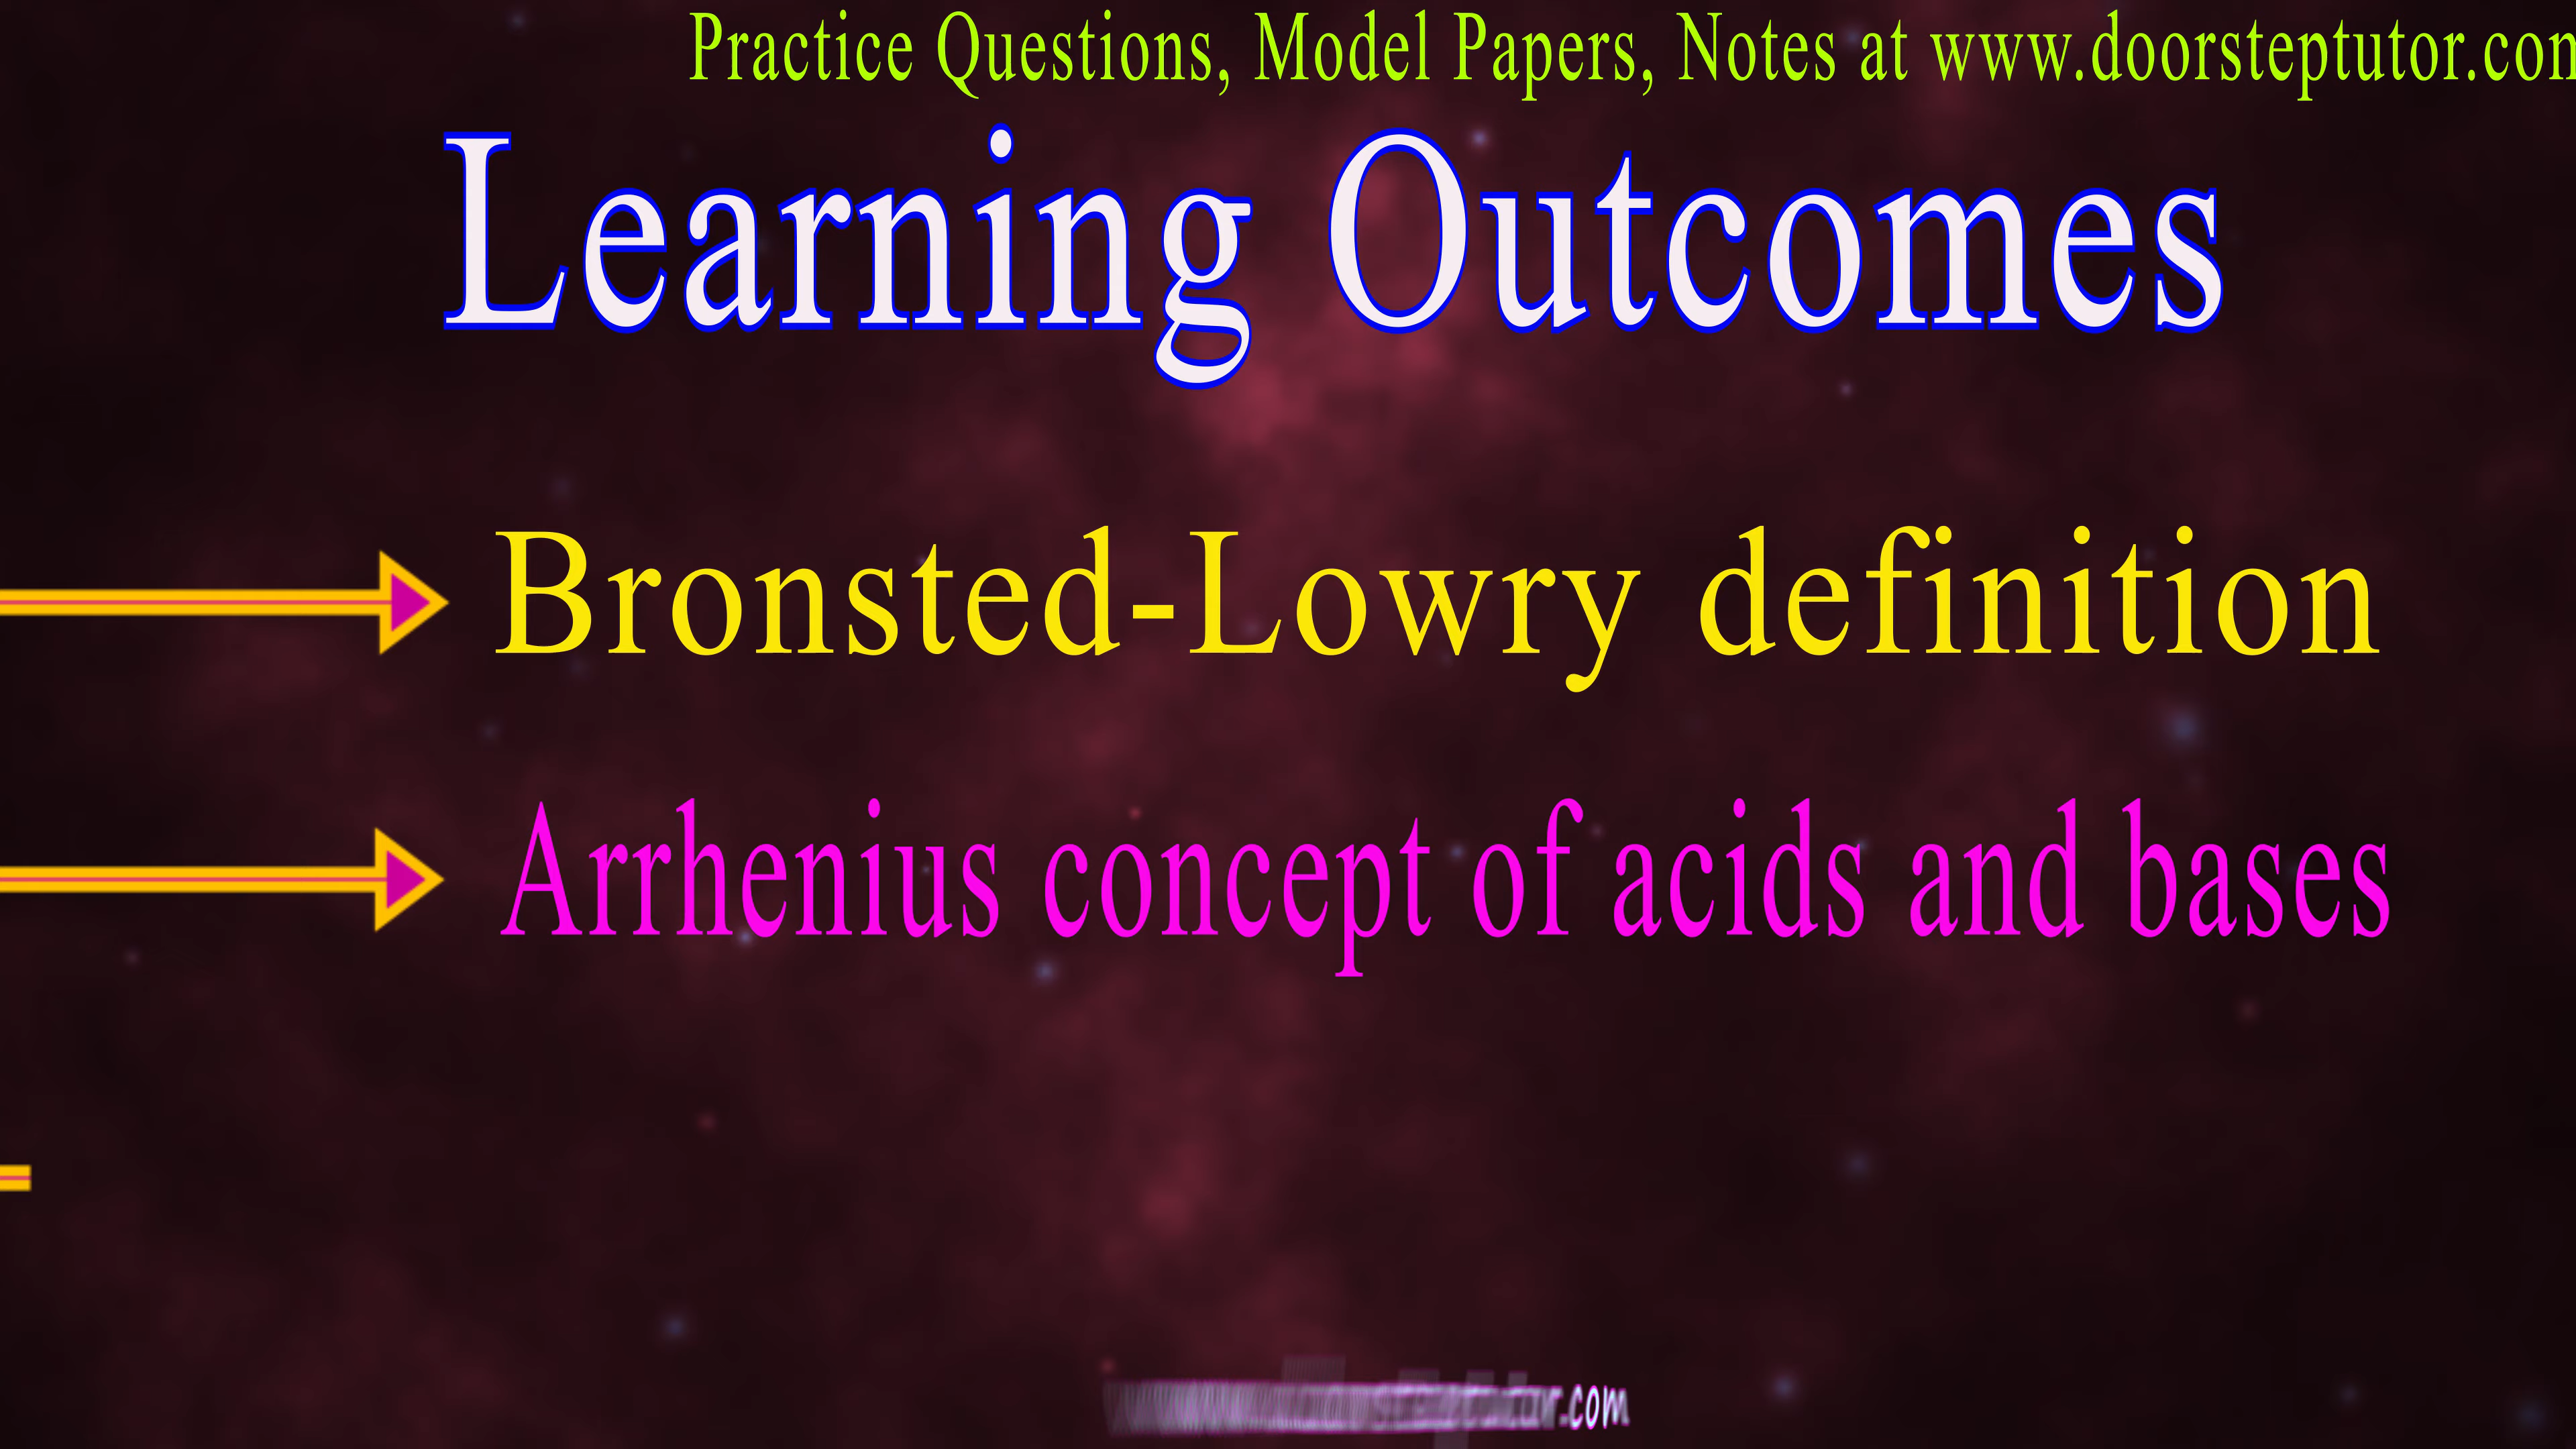 Practice Questions, Model Papers, Notes at www.doorsteptutor.com
Learning Outcomes
Bronsted-Lowry definition
Arrhenius concept of acids and bases
.com